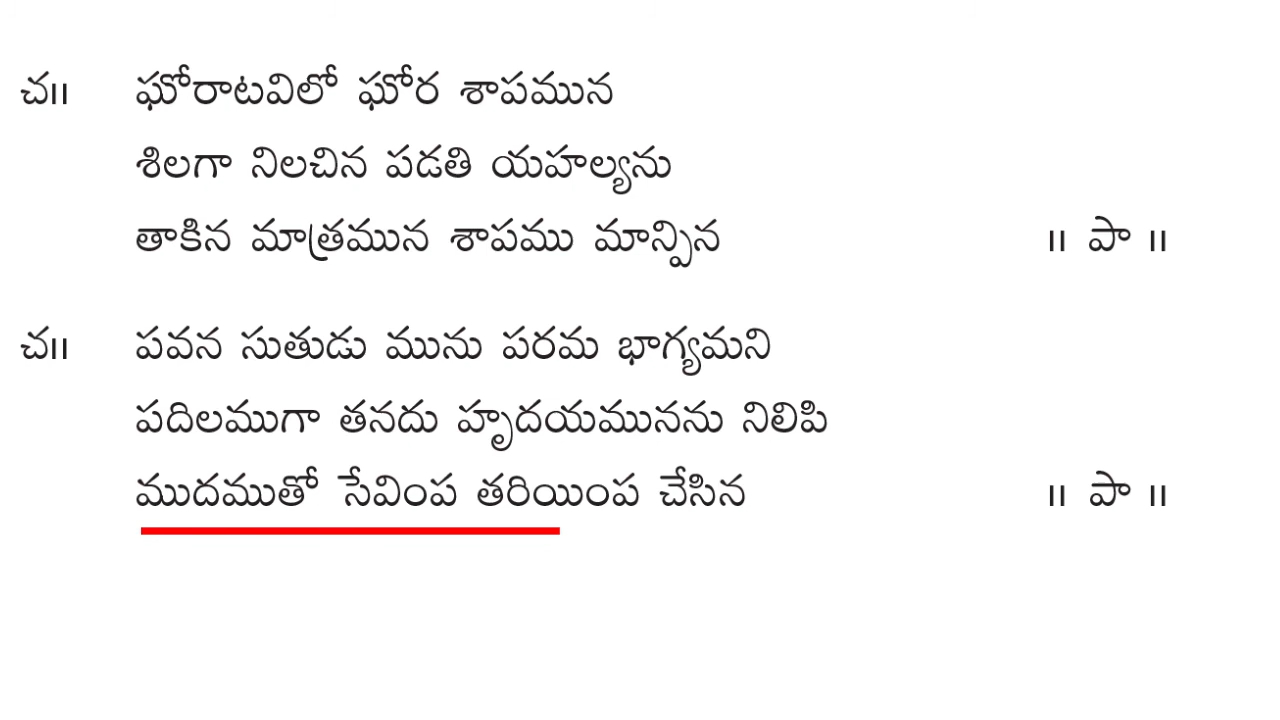 చ॥ ఘోరాటవిలో ఘోర శాపమున
శిలగా నిలచిన పడతి యహల్యను
తాకిన మాత్రమున శాపము మాన్పిన ॥ పా ॥
చ॥ పవన సుతుడు మును పరమ భాగ్యమని
పదిలముగా తనదు హృదయమునను నిలిపి
ముదముతో సేవింప తరియింప చేసిన ॥ పా ॥